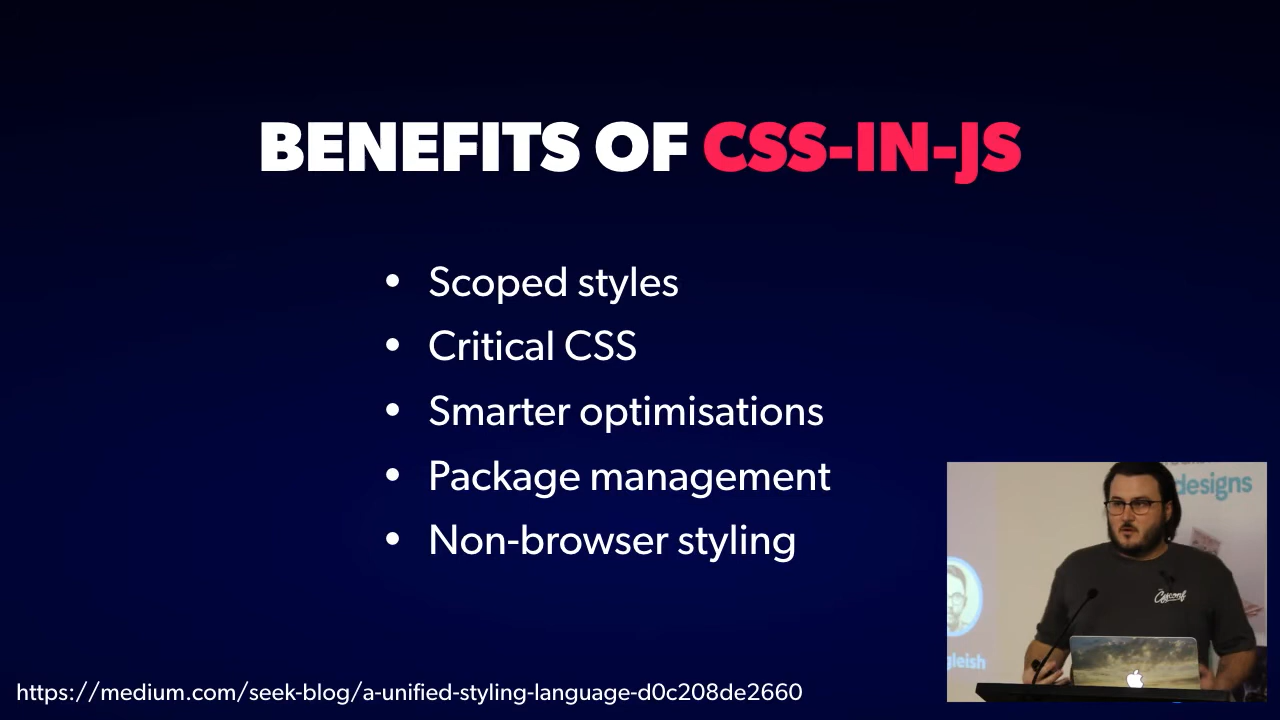 BENEFITS OF CSS-IN-JS
• Scoped styles
• Critical CSS
• Smarter optimisations
• Package management
• Non-browser styling
designs
gleish
https://medium.com/seek-blog/a-unified-styling-language-d0c208de2660